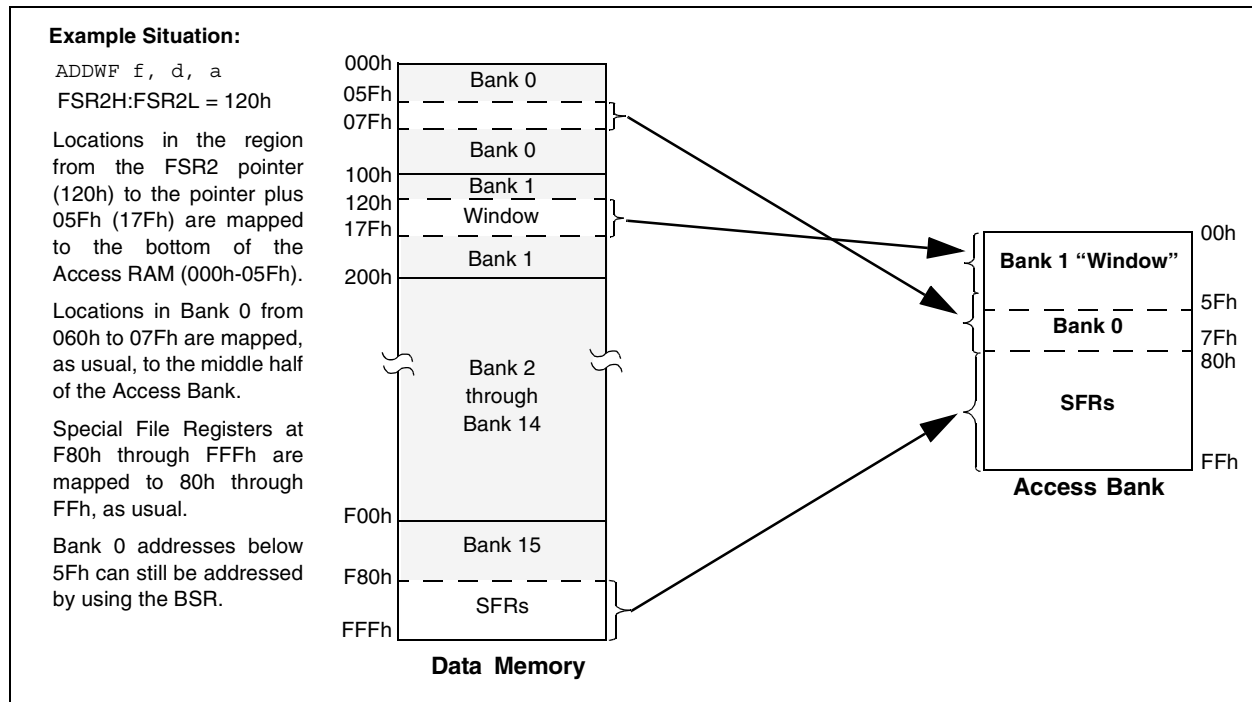 Example Situation:
ADDWF f, d, a
FSR2H:FSR2L = 120h
Locations in the region
from the FSR2 pointer
(120h) to the pointer plus
05Fh (17Fh) are mapped
to the bottom of the
Access RAM (000h-05Fh).
Locations in Bank 0 from
060h to 07Fh are mapped,
as usual, to the middle half
of the Access Bank.
Special File Registers at
F80h through FFFh are
mapped to 80h through
FFh, as usual.
Bank 0 addresses below
5Fh can still be addressed
by using the BSR.
000h
Bank 0
05Fh
07Fh
Bank 0
100h
Bank 1
120h
Window
17Fh
Bank 1
200h
Bank 2
through
Bank 14
F00h
Bank 15
F80h
SFRs
FFFh
Data Memory
00h
Bank 1 “Window”
5Fh
Bank 0
7Fh
80h
SFRs
FFh
Access Bank